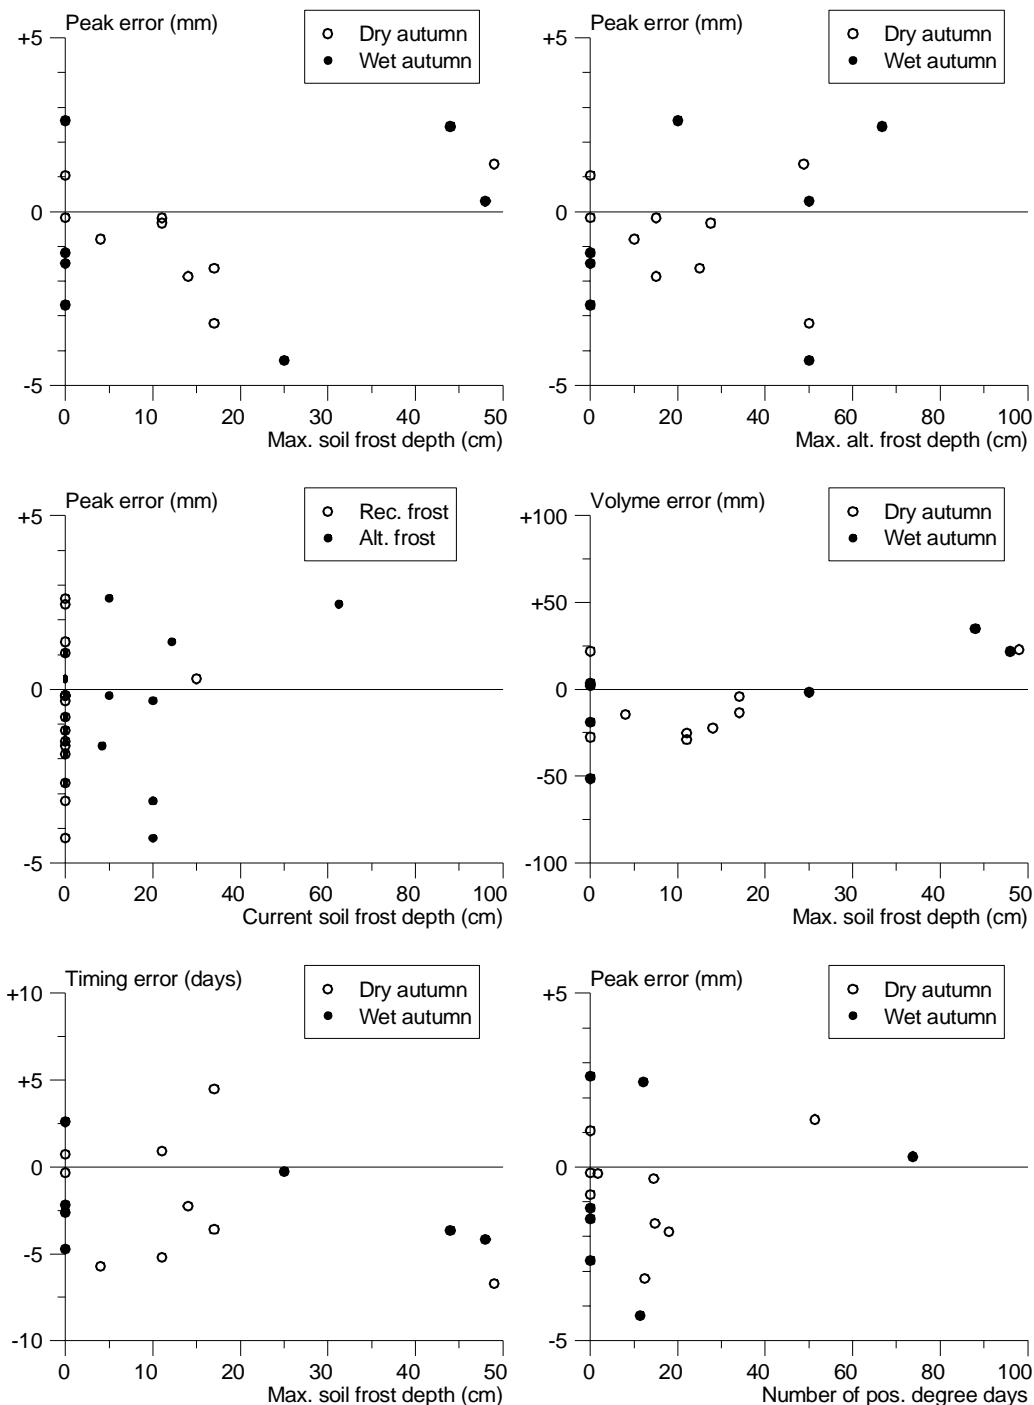 Peak error (mm)
+5
0
-5
Dry autumn
Wet autumn
0 10 20 30 40 50
Max. soil frost depth (cm)
Peak error (mm)
+5
0
-5
Dry autumn
Wet autumn
0 20 40 60 80 100
Max. alt. frost depth (cm)
Peak error (mm)
+5
0
-5
Rec. frost
Alt. frost
0 20 40 60 80 100
Current soil frost depth (cm)
Volyme error (mm)
+100
+50
0
-50
-100
Dry autumn
Wet autumn
0 10 20 30 40 50
Max. soil frost depth (cm)
Timing error (days)
+10
+5
0
-5
-10
Dry autumn
Wet autumn
0 10 20 30 40 50
Max. soil frost depth (cm)
Peak error (mm)
+5
0
-5
Dry autumn
Wet autumn
0 20 40 60 80 100
Number of pos. degree days